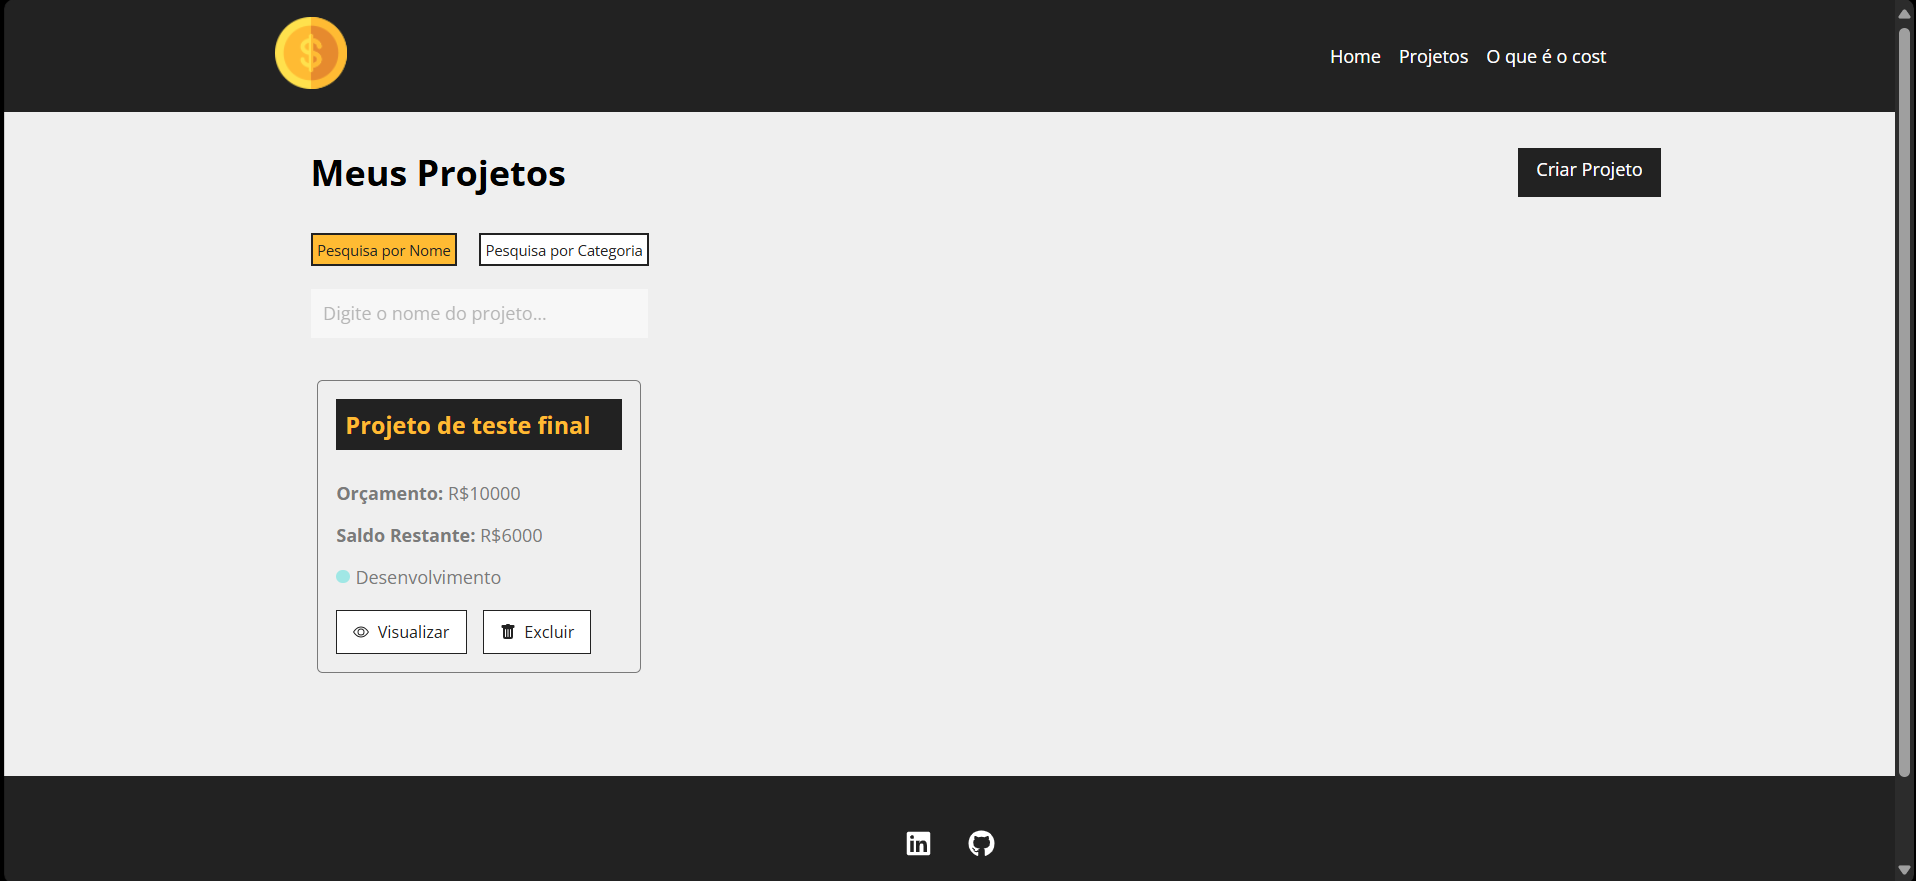 $
Home Projetos O que é o cost
Meus Projetos
Criar Projeto
Pesquisa por Nome
Pesquisa por Categoria
Digite o nome do projeto...
Projeto de teste final
Orçamento: R$10000
Saldo Restante: R$6000
Desenvolvimento
Visualizar
Excluir
in